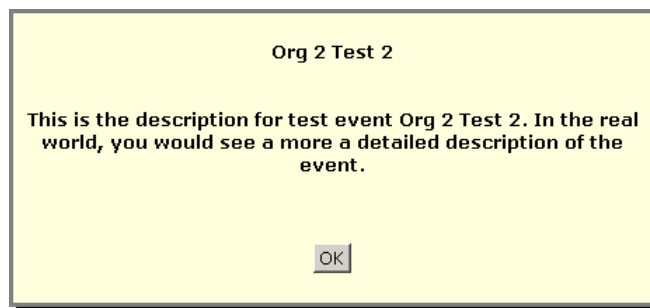 Org 2 Test 2
This is the description for test event Org 2 Test 2. In the real
world, you would see a more a detailed description of the
event.
OK